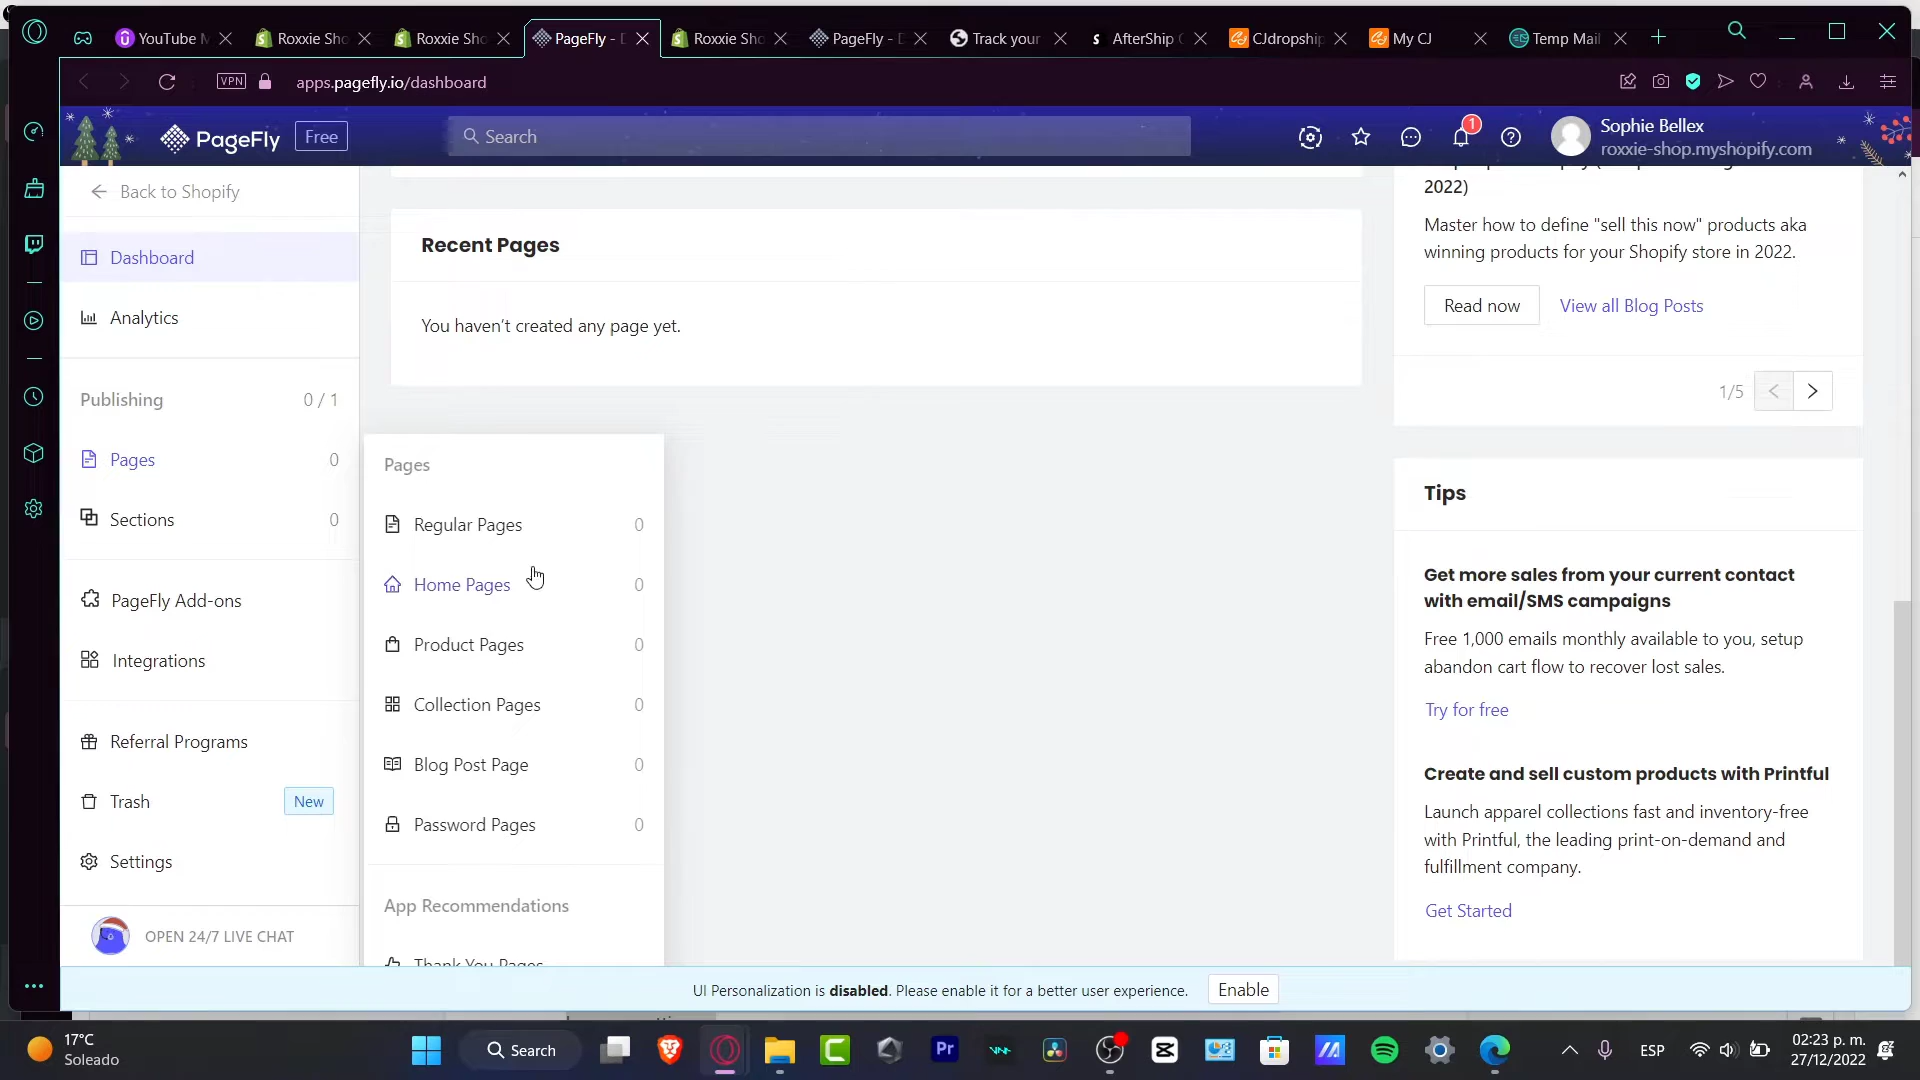 YouTube M
Roxxie Sho
Roxxie Sho
PageFly - D
Roxxie Sho
PageFly - D
Track your
AfterShip
CJdropship
My CJ
Temp Mail
VPN
apps.pagefly.io/dashboard
PageFly
Free
Search
1
Sophie Bellex
roxxie-shop.myshopify.com
Back to Shopify
Dashboard
Analytics
Publishing 0 / 1
Pages 0
Sections 0
PageFly Add-ons
Integrations
Referral Programs
Trash New
Settings
OPEN 24/7 LIVE CHAT
Recent Pages
You haven't created any page yet.
Pages
Regular Pages 0
Home Pages 0
Product Pages 0
Collection Pages 0
Blog Post Page 0
Password Pages 0
App Recommendations
Thank You Pages
2022)
Master how to define "sell this now" products aka
winning products for your Shopify store in 2022.
Read now View all Blog Posts
1/5
Tips
Get more sales from your current contact
with email/SMS campaigns
Free 1,000 emails monthly available to you, setup
abandon cart flow to recover lost sales.
Try for free
Create and sell custom products with Printful
Launch apparel collections fast and inventory-free
with Printful, the leading print-on-demand and
fulfillment company.
Get Started
UI Personalization is disabled. Please enable it for a better user experience. Enable
17°C
Soleado
Search
Pr
ESP
02:23 p. m.
27/12/2022